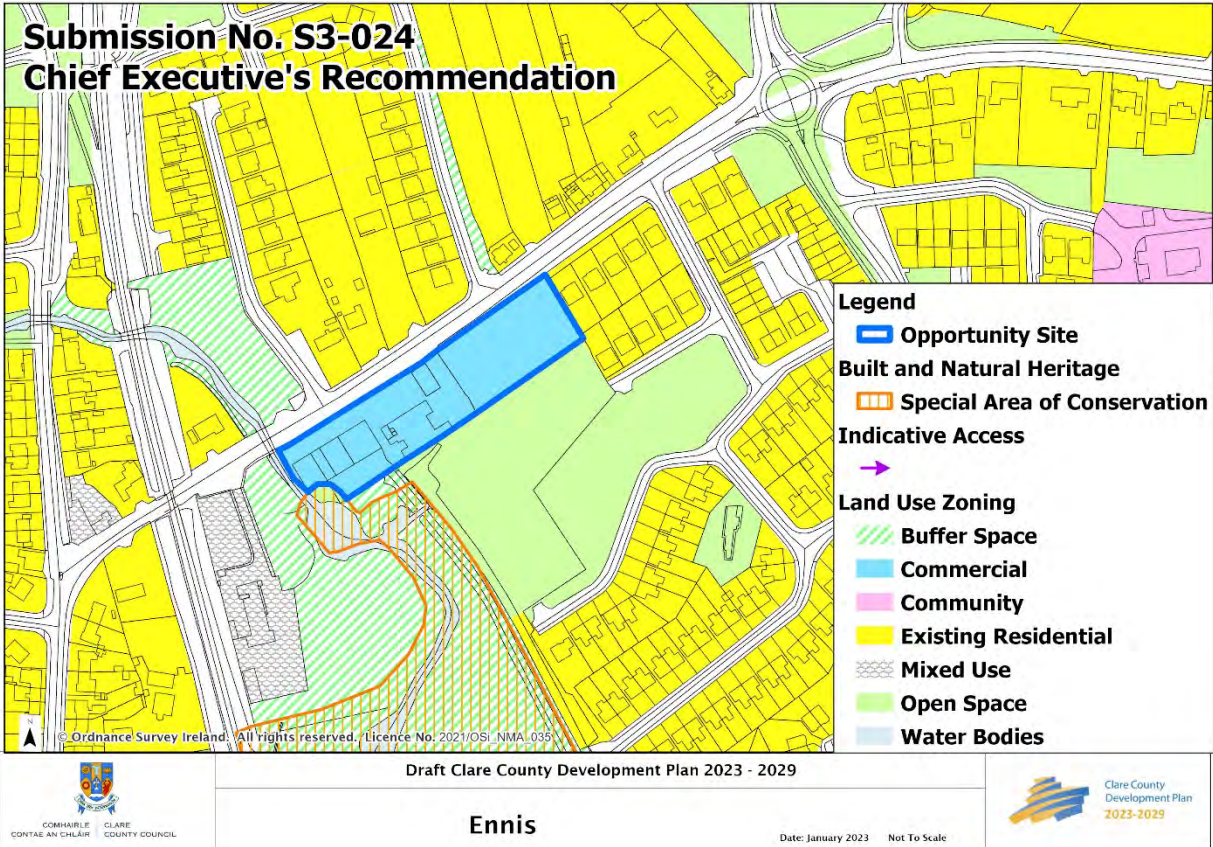 Submission No. S3-024
Chief Executive's Recommendation
Legend
Opportunity Site
Built and Natural Heritage
Special Area of Conservation
Indicative Access
Land Use Zoning
Buffer Space
Commercial
Community
Existing Residential
Mixed Use
Open Space
Water Bodies
N
© Ordnance Survey Ireland. All rights reserved. Licence No. 2021/OSI_NMA_035
COMHAIRLE CONTAE AN CHLÁIR
CLARE COUNTY COUNCIL
Draft Clare County Development Plan 2023 - 2029
Ennis
Date: January 2023 Not To Scale
Clare County
Development Plan
2023-2029